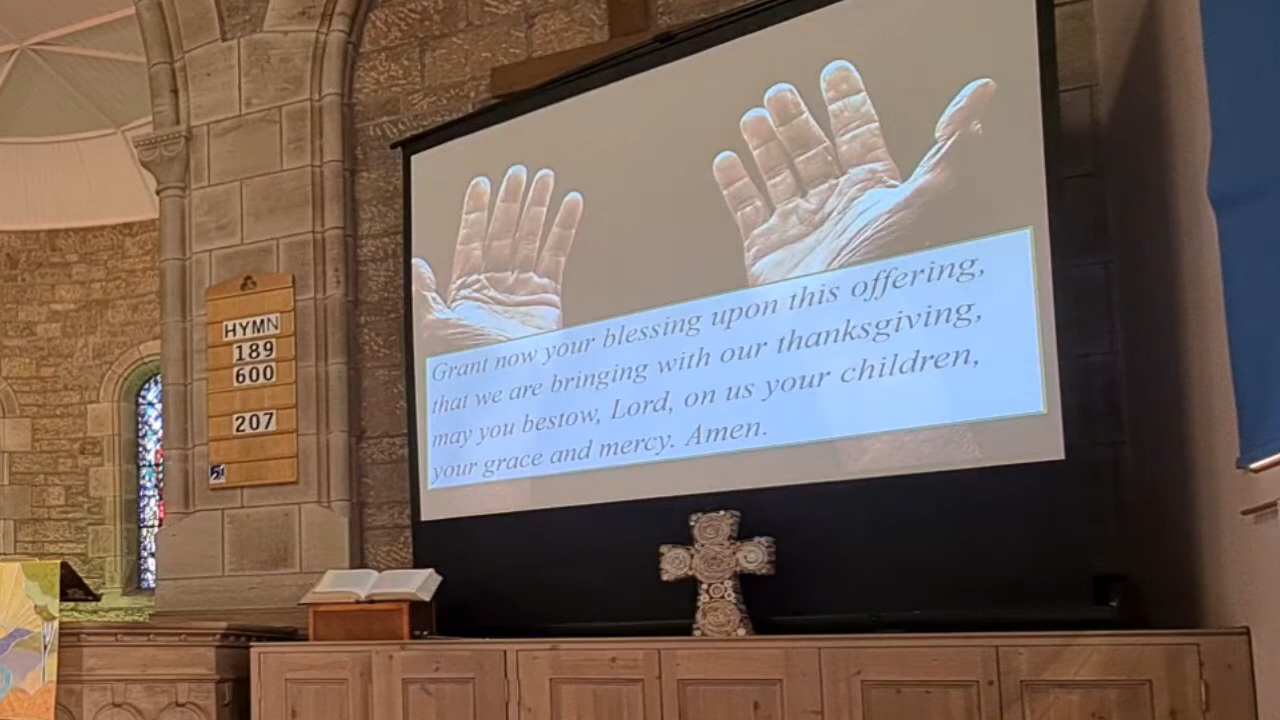 HYMN
189
600
207
Grant now your blessing upon this offering,
that we are bringing with our thanksgiving,
may you bestow, Lord, on us your children,
your grace and mercy. Amen.